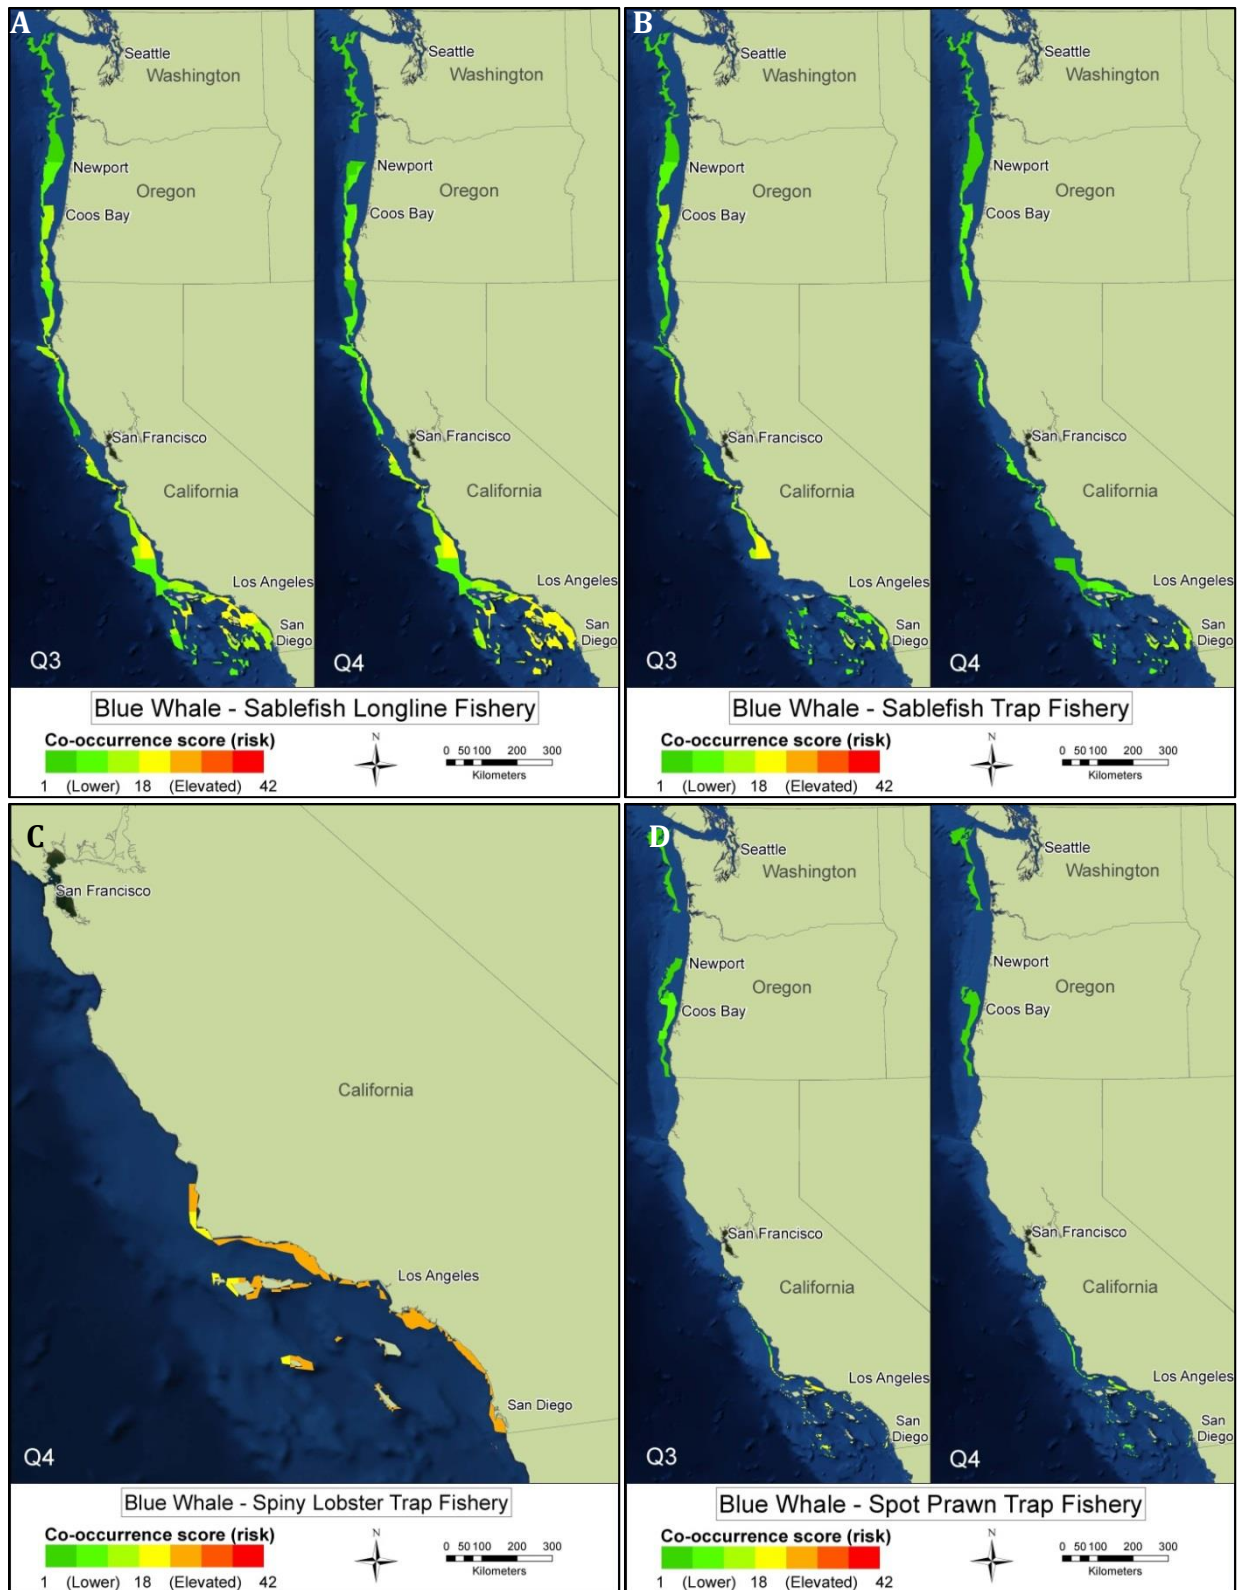 A
Seattle
Washington
Newport
Oregon
Coos Bay
San Francisco
California
Los Angeles
San
Diego
Q3
Seattle
Washington
Newport
Oregon
Coos Bay
San Francisco
California
Los Angeles
San
Diego
Q4
Blue Whale - Sablefish Longline Fishery
Co-occurrence score (risk)
1 (Lower) 18 (Elevated) 42
N
0 50 100 200 300
Kilometers
B
Seattle
Washington
Newport
Oregon
Coos Bay
San Francisco
California
Los Angeles
San
Diego
Q3
Seattle
Washington
Newport
Oregon
Coos Bay
San Francisco
California
Los Angeles
San
Diego
Q4
Blue Whale - Sablefish Trap Fishery
Co-occurrence score (risk)
1 (Lower) 18 (Elevated) 42
N
0 50 100 200 300
Kilometers
C
San Francisco
California
Los Angeles
San Diego
Q4
Blue Whale - Spiny Lobster Trap Fishery
Co-occurrence score (risk)
1 (Lower) 18 (Elevated) 42
N
0 50 100 200 300
Kilometers
D
Seattle
Washington
Newport
Oregon
Coos Bay
San Francisco
California
Los Angeles
San
Diego
Q3
Seattle
Washington
Newport
Oregon
Coos Bay
San Francisco
California
Los Angeles
San
Diego
Q4
Blue Whale - Spot Prawn Trap Fishery
Co-occurrence score (risk)
1 (Lower) 18 (Elevated) 42
N
0 50 100 200 300
Kilometers